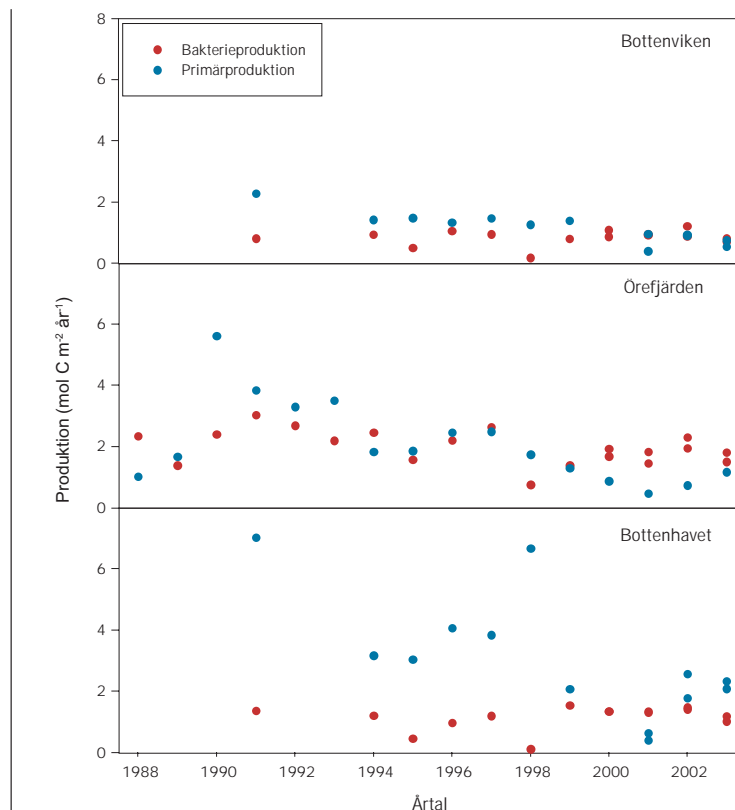 8
Bakterieproduktion
Primärproduktion
Bottenviken
6
4
2
0
Örefjärden
6
4
2
0
Bottenhavet
6
4
2
0
Produktion (mol C m⁻² år⁻¹)
1988 1990 1992 1994 1996 1998 2000 2002
Årtal